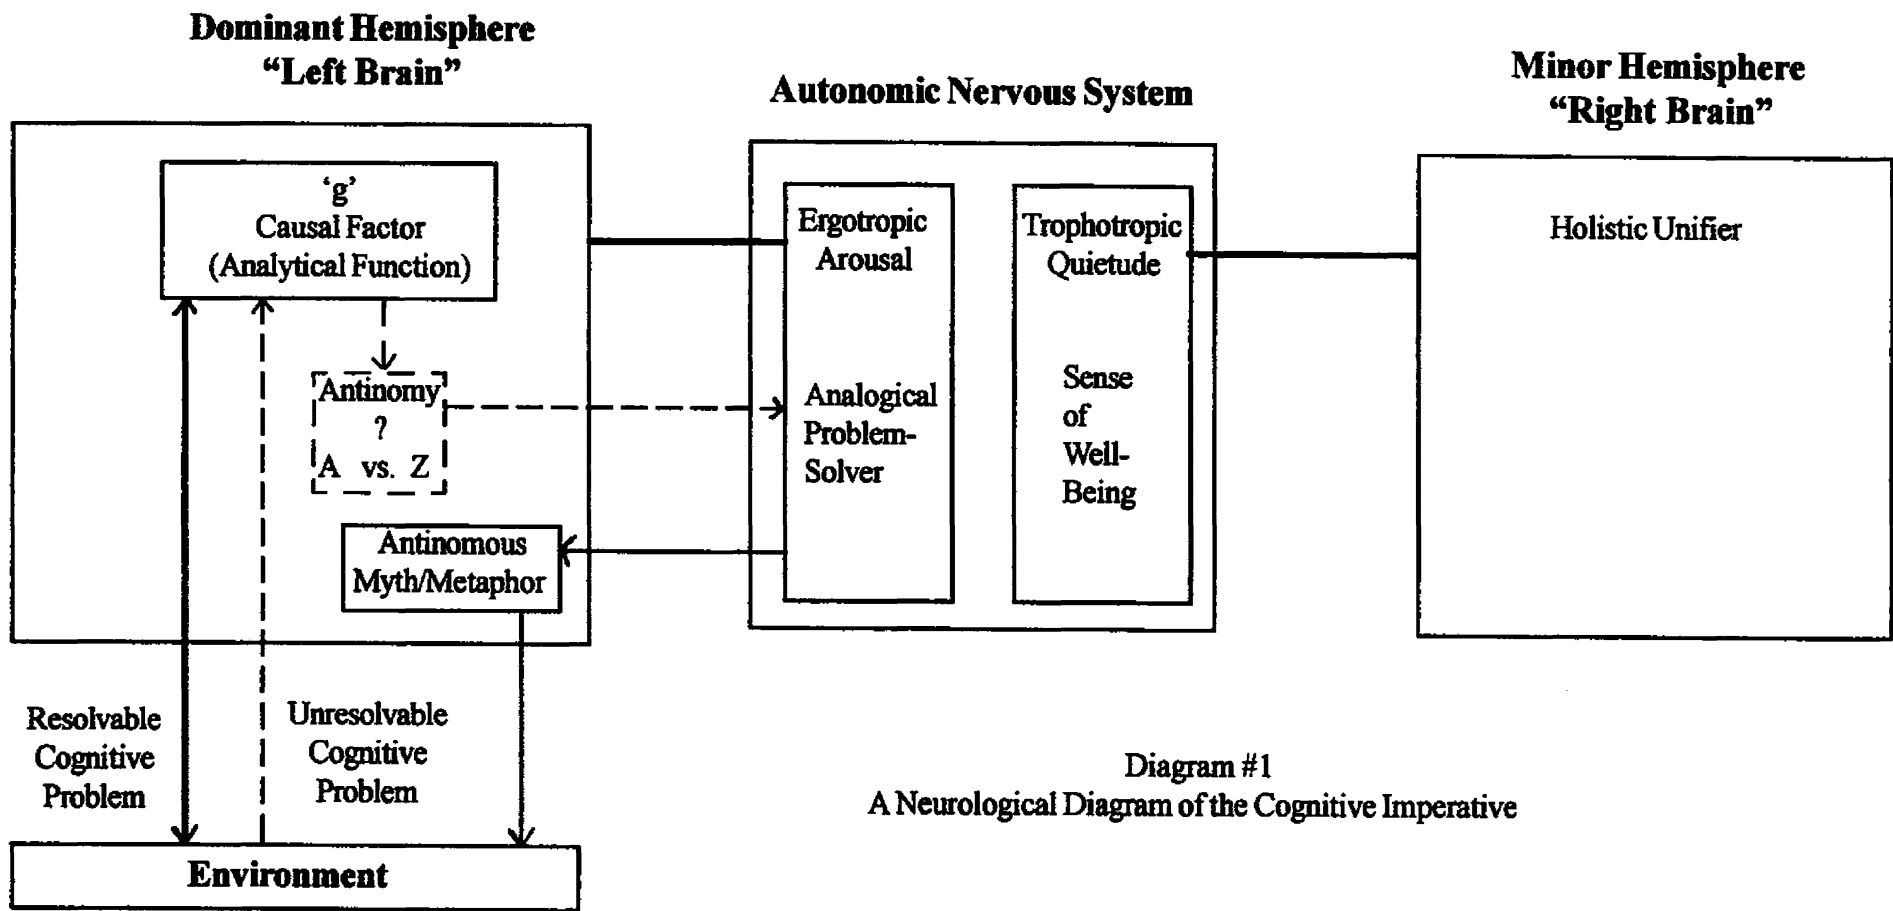 Dominant Hemisphere
“Left Brain”
‘g’
Causal Factor
(Analytical Function)
Antinomy
?
A vs. Z
Antinomous
Myth/Metaphor
Resolvable
Cognitive
Problem
Unresolvable
Cognitive
Problem
Environment
Autonomic Nervous System
Ergotropic
Arousal
Analogical
Problem-
Solver
Trophotropic
Quietude
Sense
of
Well-
Being
Minor Hemisphere
“Right Brain”
Holistic Unifier
Diagram #1
A Neurological Diagram of the Cognitive Imperative